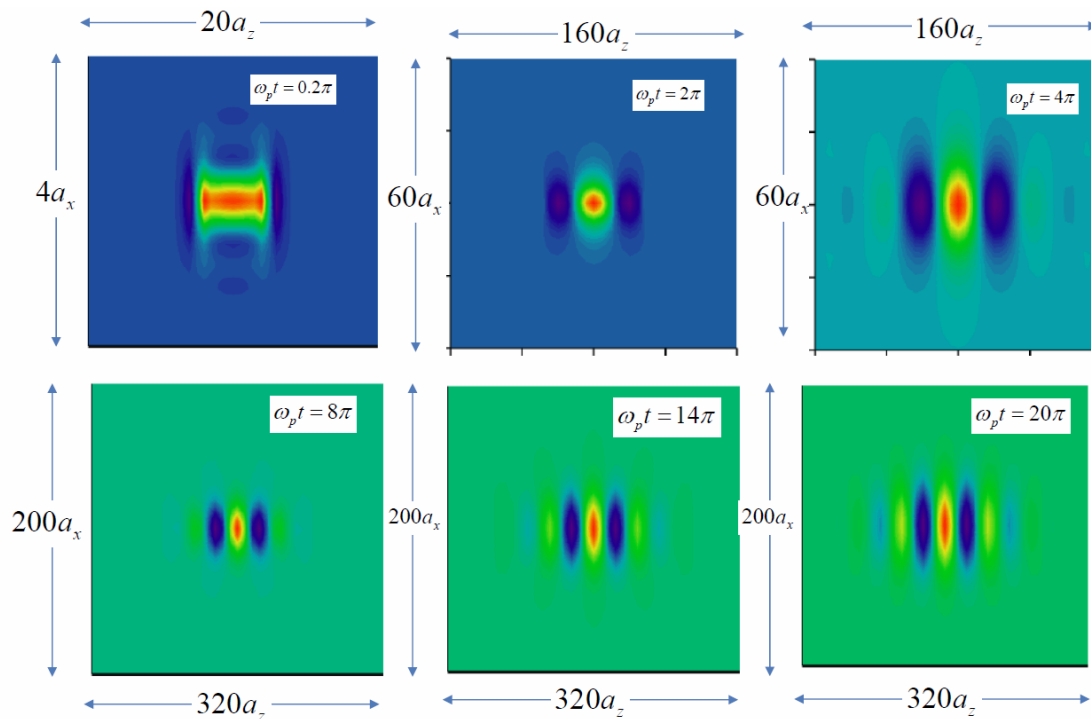 20a_z
160a_z
160a_z
ω_p t = 0.2π
ω_p t = 2π
ω_p t = 4π
4a_x
60a_x
60a_x
ω_p t = 8π
ω_p t = 14π
ω_p t = 20π
200a_x
200a_x
200a_x
320a_z
320a_z
320a_z